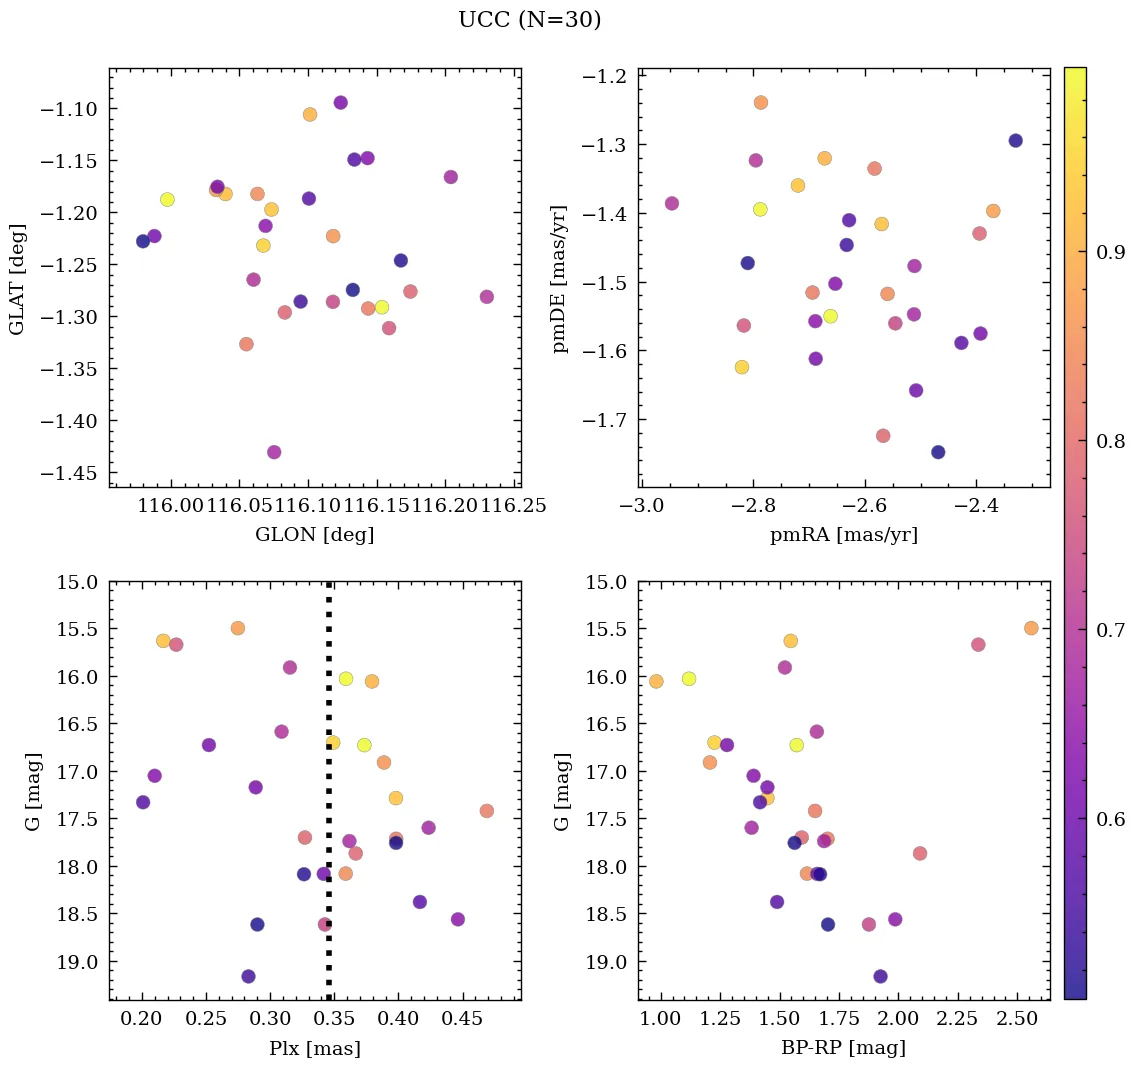 UCC (N=30)
−1.10
−1.15
−1.20
−1.25
−1.30
−1.35
−1.40
−1.45
GLAT [deg]
116.00 116.05 116.10 116.15 116.20 116.25
GLON [deg]
−1.2
−1.3
−1.4
−1.5
−1.6
−1.7
pmDE [mas/yr]
−3.0 −2.8 −2.6 −2.4
pmRA [mas/yr]
15.0
15.5
16.0
16.5
17.0
17.5
18.0
18.5
19.0
G [mag]
0.20 0.25 0.30 0.35 0.40 0.45
Plx [mas]
15.0
15.5
16.0
16.5
17.0
17.5
18.0
18.5
19.0
G [mag]
1.00 1.25 1.50 1.75 2.00 2.25 2.50
BP-RP [mag]
0.9
0.8
0.7
0.6